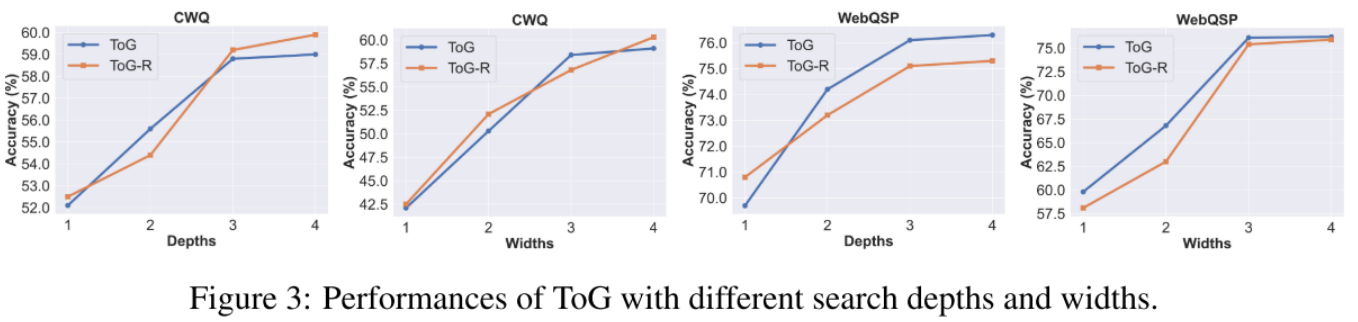 CWQ
60.0
59.0
58.0
57.0
56.0
55.0
54.0
53.0
52.0
Accuracy (%)
ToG
ToG-R
1 2 3 4
Depths
CWQ
60.0
57.5
55.0
52.5
50.0
47.5
45.0
42.5
Accuracy (%)
ToG
ToG-R
1 2 3 4
Widths
WebQSP
76.0
75.0
74.0
73.0
72.0
71.0
70.0
Accuracy (%)
ToG
ToG-R
1 2 3 4
Depths
WebQSP
75.0
72.5
70.0
67.5
65.0
62.5
60.0
57.5
Accuracy (%)
ToG
ToG-R
1 2 3 4
Widths
Figure 3: Performances of ToG with different search depths and widths.